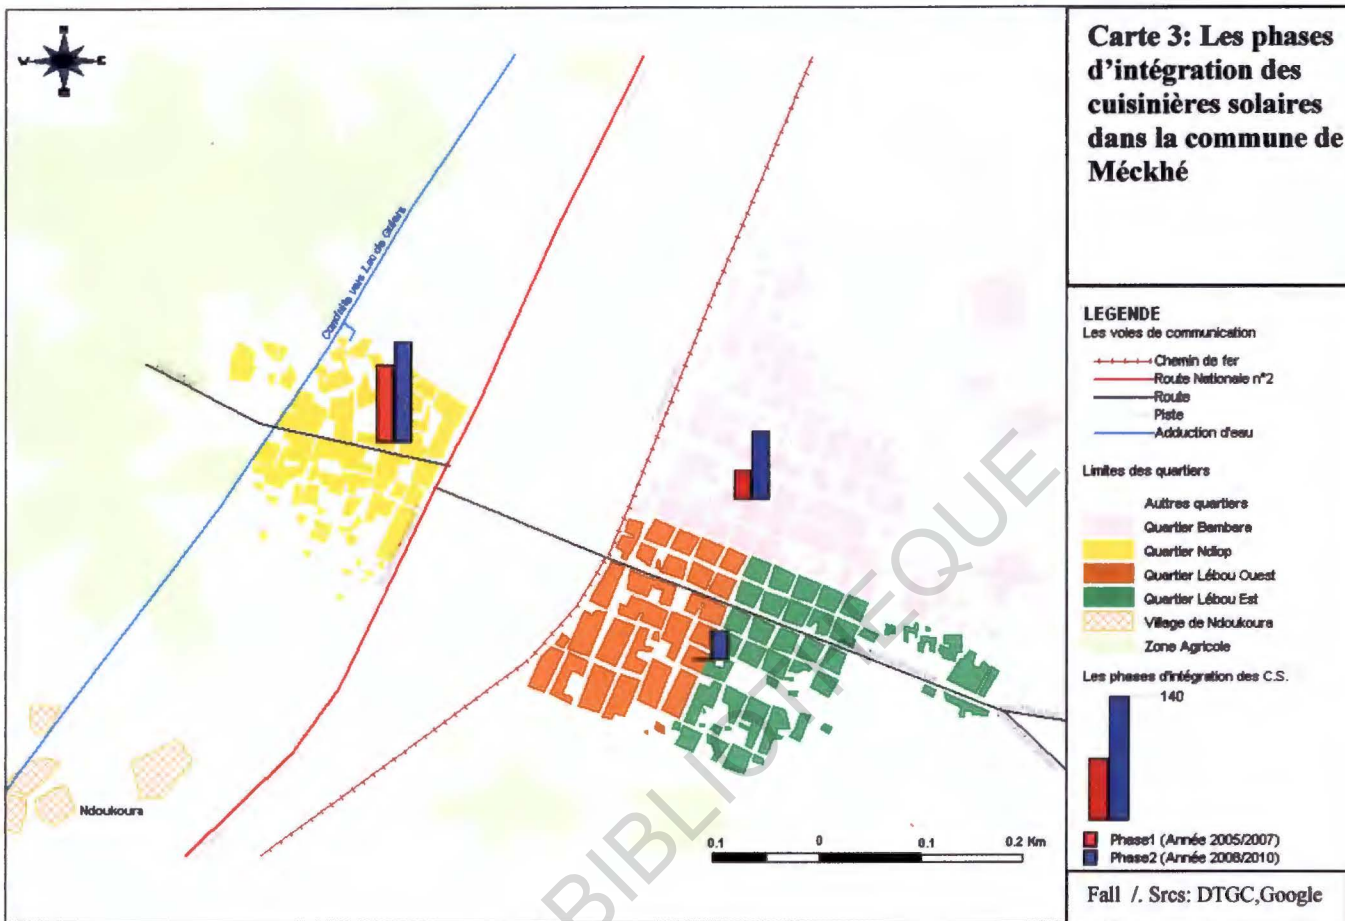 Carte 3: Les phases
d'intégration des
cuisinières solaires
dans la commune de
Méckhé
LEGENDE
Les voies de communication
Chemin de fer
Route Nationale n°2
Route
Piste
Adduction d'eau
Limites des quartiers
Autres quartiers
Quartier Bambara
Quartier Ndiop
Quartier Lébou Ouest
Quartier Lébou Est
Village de Ndoukoura
Zone Agricole
Les phases d'intégration des C.S.
140
Phase1 (Année 2005/2007)
Phase2 (Année 2008/2010)
Fall /. Srcs: DTGC,Google
W
E
Conduite vers Lac de Guiers
Ndoukoura
0.1 0 0.1 0.2 Km
BIBLIOTHEQUE